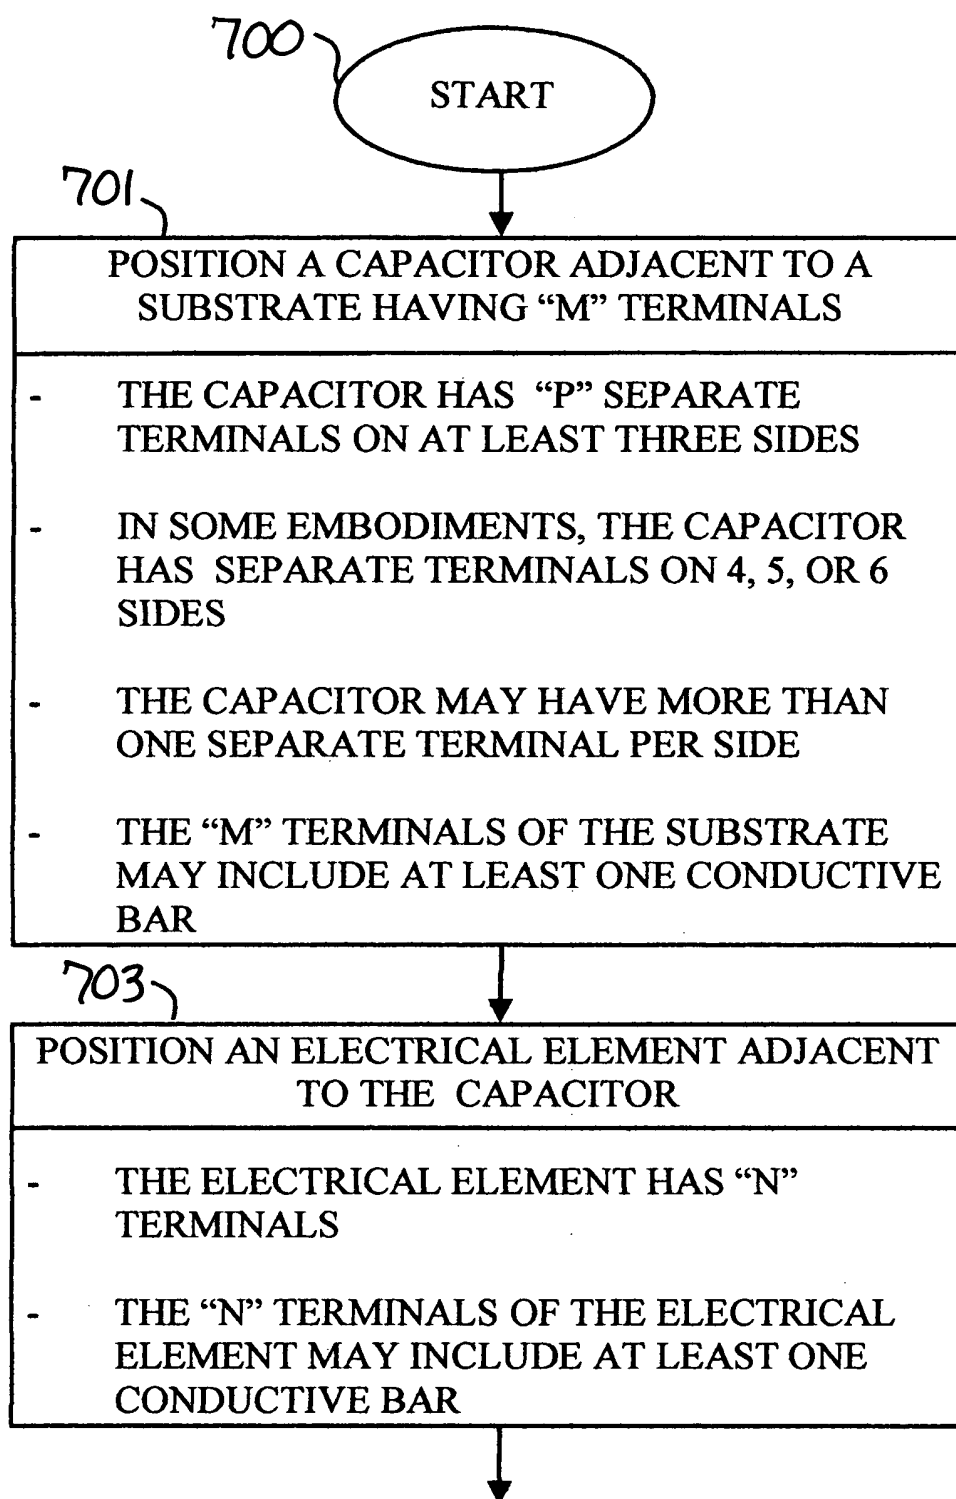 700
START
701
POSITION A CAPACITOR ADJACENT TO A
SUBSTRATE HAVING “M” TERMINALS
- THE CAPACITOR HAS “P” SEPARATE
TERMINALS ON AT LEAST THREE SIDES
- IN SOME EMBODIMENTS, THE CAPACITOR
HAS SEPARATE TERMINALS ON 4, 5, OR 6
SIDES
- THE CAPACITOR MAY HAVE MORE THAN
ONE SEPARATE TERMINAL PER SIDE
- THE “M” TERMINALS OF THE SUBSTRATE
MAY INCLUDE AT LEAST ONE CONDUCTIVE
BAR
703
POSITION AN ELECTRICAL ELEMENT ADJACENT
TO THE CAPACITOR
- THE ELECTRICAL ELEMENT HAS “N”
TERMINALS
- THE “N” TERMINALS OF THE ELECTRICAL
ELEMENT MAY INCLUDE AT LEAST ONE
CONDUCTIVE BAR